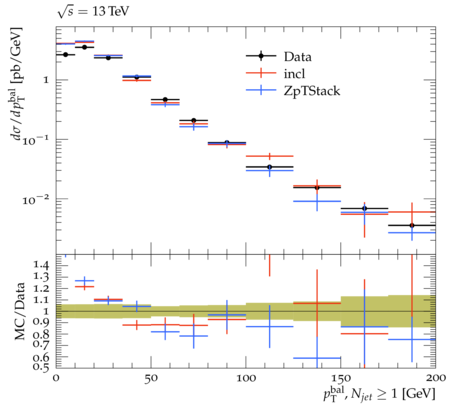 √s = 13 TeV
dσ/dp_T^bal [pb/GeV]
1
10⁻¹
10⁻²
Data
incl
ZpTStack
MC/Data
1.4
1.3
1.2
1.1
1
0.9
0.8
0.7
0.6
0.5
0 50 100 150 200
p_T^bal, N_jet ≥ 1 [GeV]